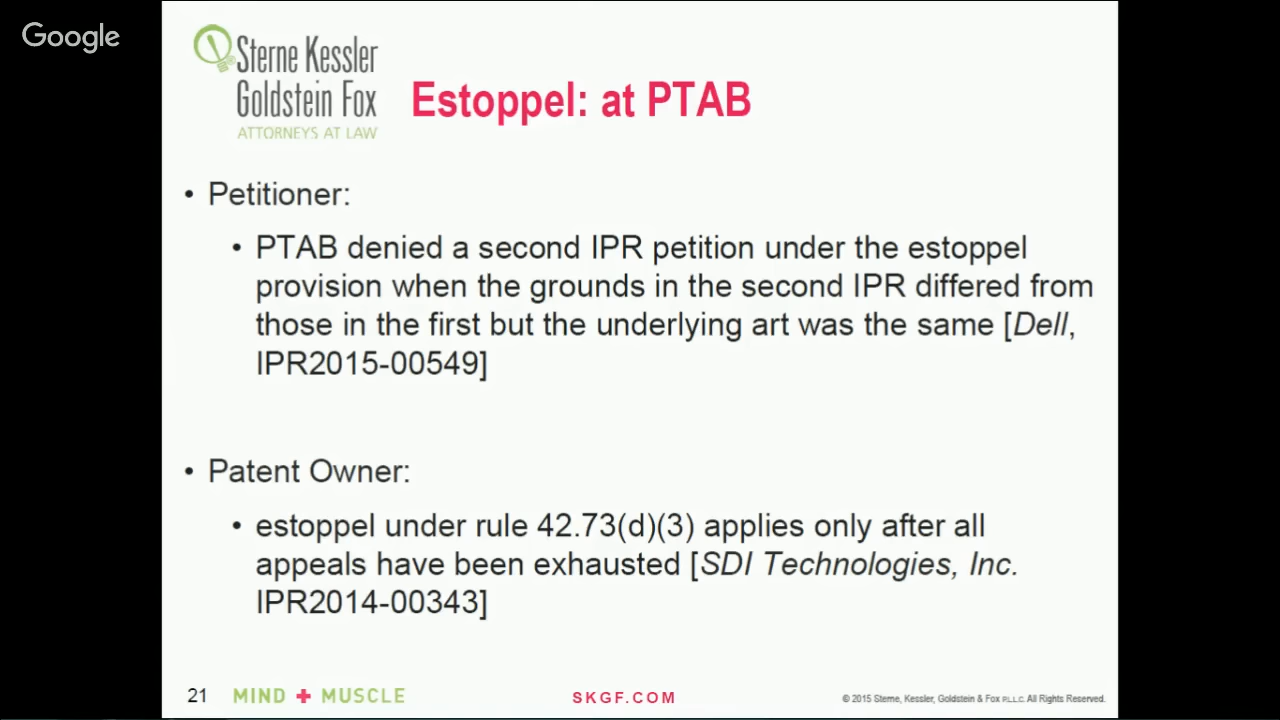 Google
Sterne Kessler
Goldstein Fox
ATTORNEYS AT LAW
Estoppel: at PTAB
• Petitioner:
• PTAB denied a second IPR petition under the estoppel
provision when the grounds in the second IPR differed from
those in the first but the underlying art was the same [Dell,
IPR2015-00549]
• Patent Owner:
• estoppel under rule 42.73(d)(3) applies only after all
appeals have been exhausted [SDI Technologies, Inc.
IPR2014-00343]
21 MIND + MUSCLE SKGF.COM © 2015 Sterne, Kessler, Goldstein & Fox P.L.L.C. All Rights Reserved.